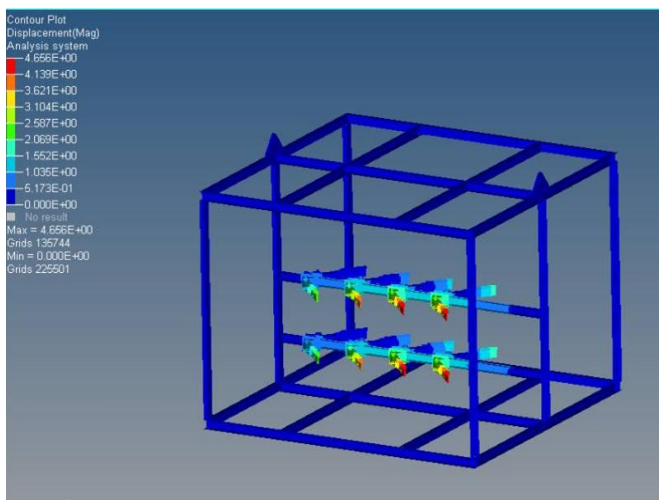 Contour Plot
Displacement(Mag)
Analysis system
4.656E+00
4.139E+00
3.621E+00
3.104E+00
2.587E+00
2.069E+00
1.552E+00
1.035E+00
5.173E-01
0.000E+00
No result
Max = 4.656E+00
Grids 135744
Min = 0.000E+00
Grids 225501